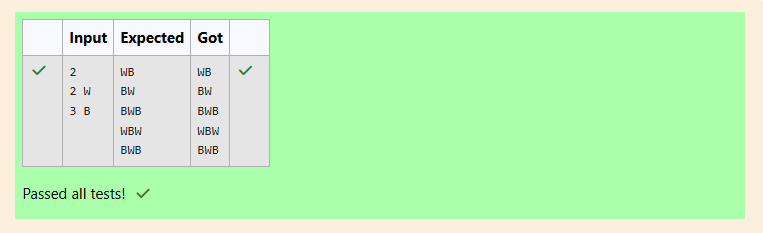 Input Expected Got
2 WB WB
2 W BW BW
3 B BWB BWB
WBW WBW
BWB BWB
Passed all tests!